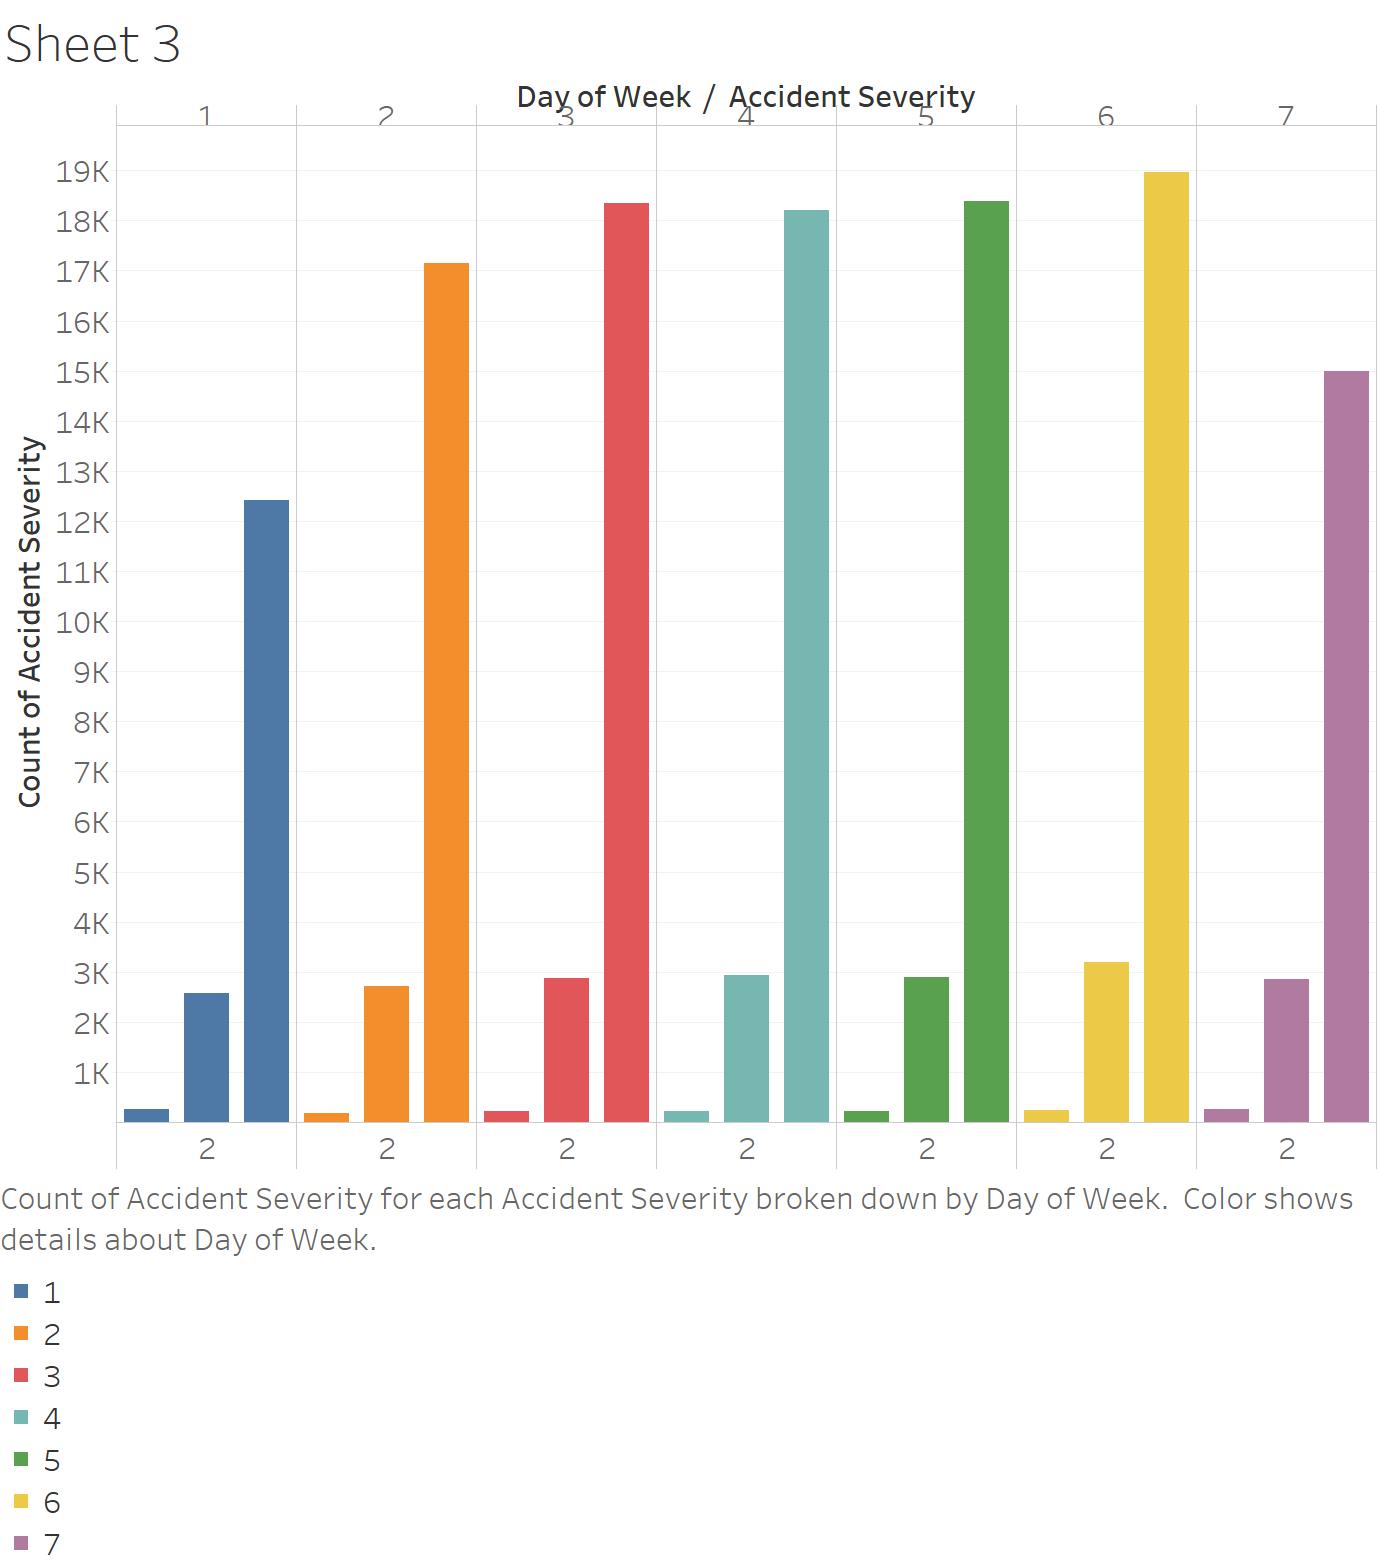 Sheet 3
Day of Week / Accident Severity
1 2 3 4 5 6 7
19K
18K
17K
16K
15K
14K
13K
12K
11K
10K
9K
8K
7K
6K
5K
4K
3K
2K
1K
Count of Accident Severity
2 2 2 2 2 2 2
Count of Accident Severity for each Accident Severity broken down by Day of Week.  Color shows
details about Day of Week.
1
2
3
4
5
6
7